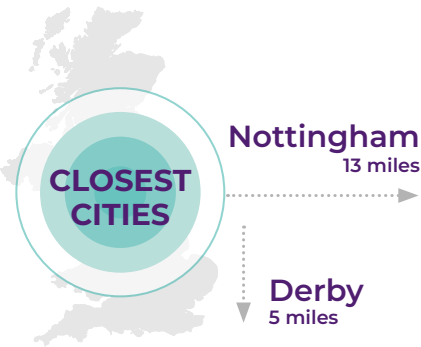 CLOSEST
CITIES
Nottingham
13 miles
Derby
5 miles